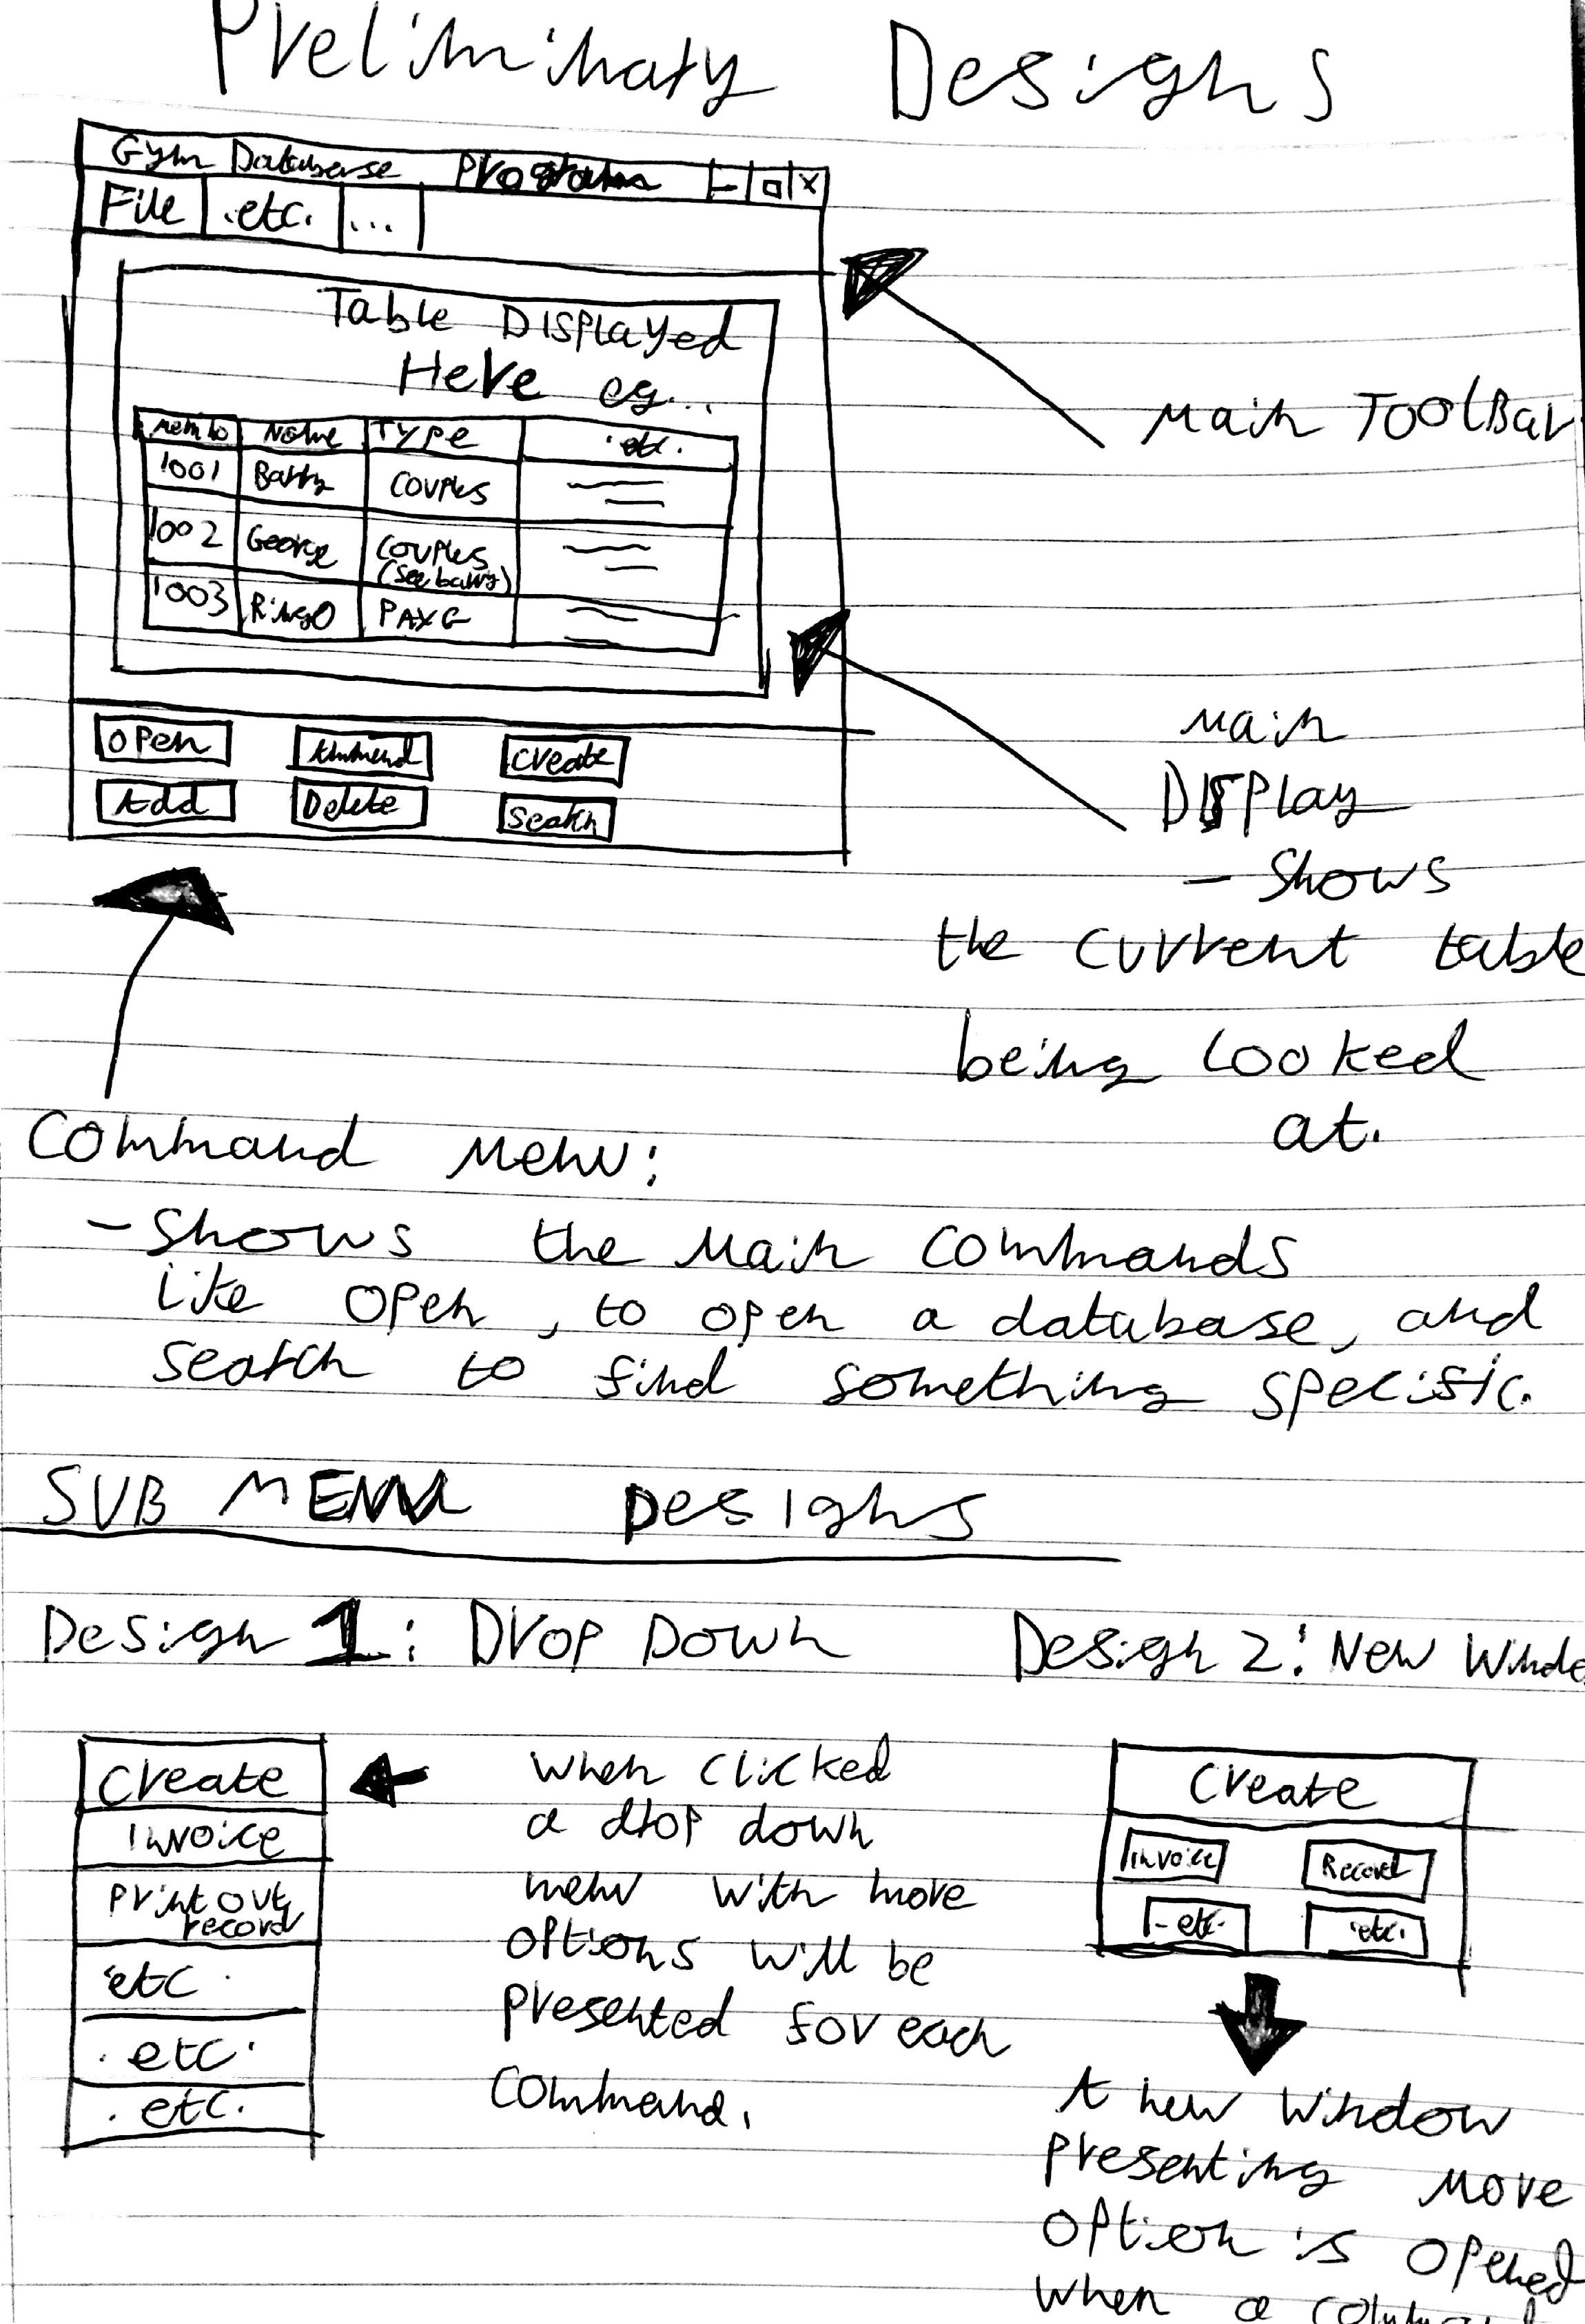 Preliminary Designs
Gym Database Program - □ x
File .etc. ...
Table Displayed
Here eg...
Name Type .etc.
1001 Barry Couples
1002 George Couples
(See barry)
1003 Ringo PAYG
Open Ammend Create
Add Delete Search
Main ToolBar
Main
Display
- Shows
the current table
being looked
at.
Command Menu:
- Shows the Main Commands
like open, to open a database, and
search to find something specific.
SUB MENU Designs
Design 1: Drop Down
Create
Invoice
Print out
record
etc.
.etc.
.etc.
when clicked
a drop down
menu with more
options will be
presented for each
command.
Design 2: New Windo
Create
Invoice Record
.etc. .etc.
A new window
presenting more
option is opened
when a command